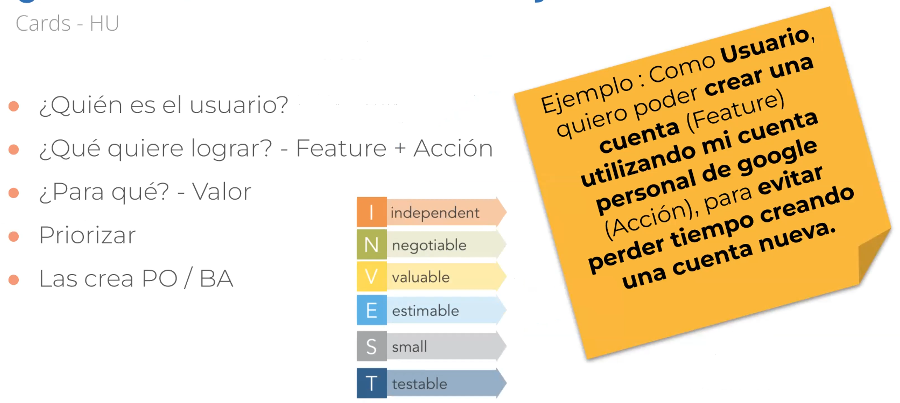 Cards - HU
¿Quién es el usuario?
¿Qué quiere lograr? - Feature + Acción
¿Para qué? - Valor
Priorizar
Las crea PO / BA
I independent
N negotiable
V valuable
E estimable
S small
T testable
Ejemplo : Como Usuario,
quiero poder crear una
cuenta (Feature)
utilizando mi cuenta
personal de google
(Acción), para evitar
perder tiempo creando
una cuenta nueva.